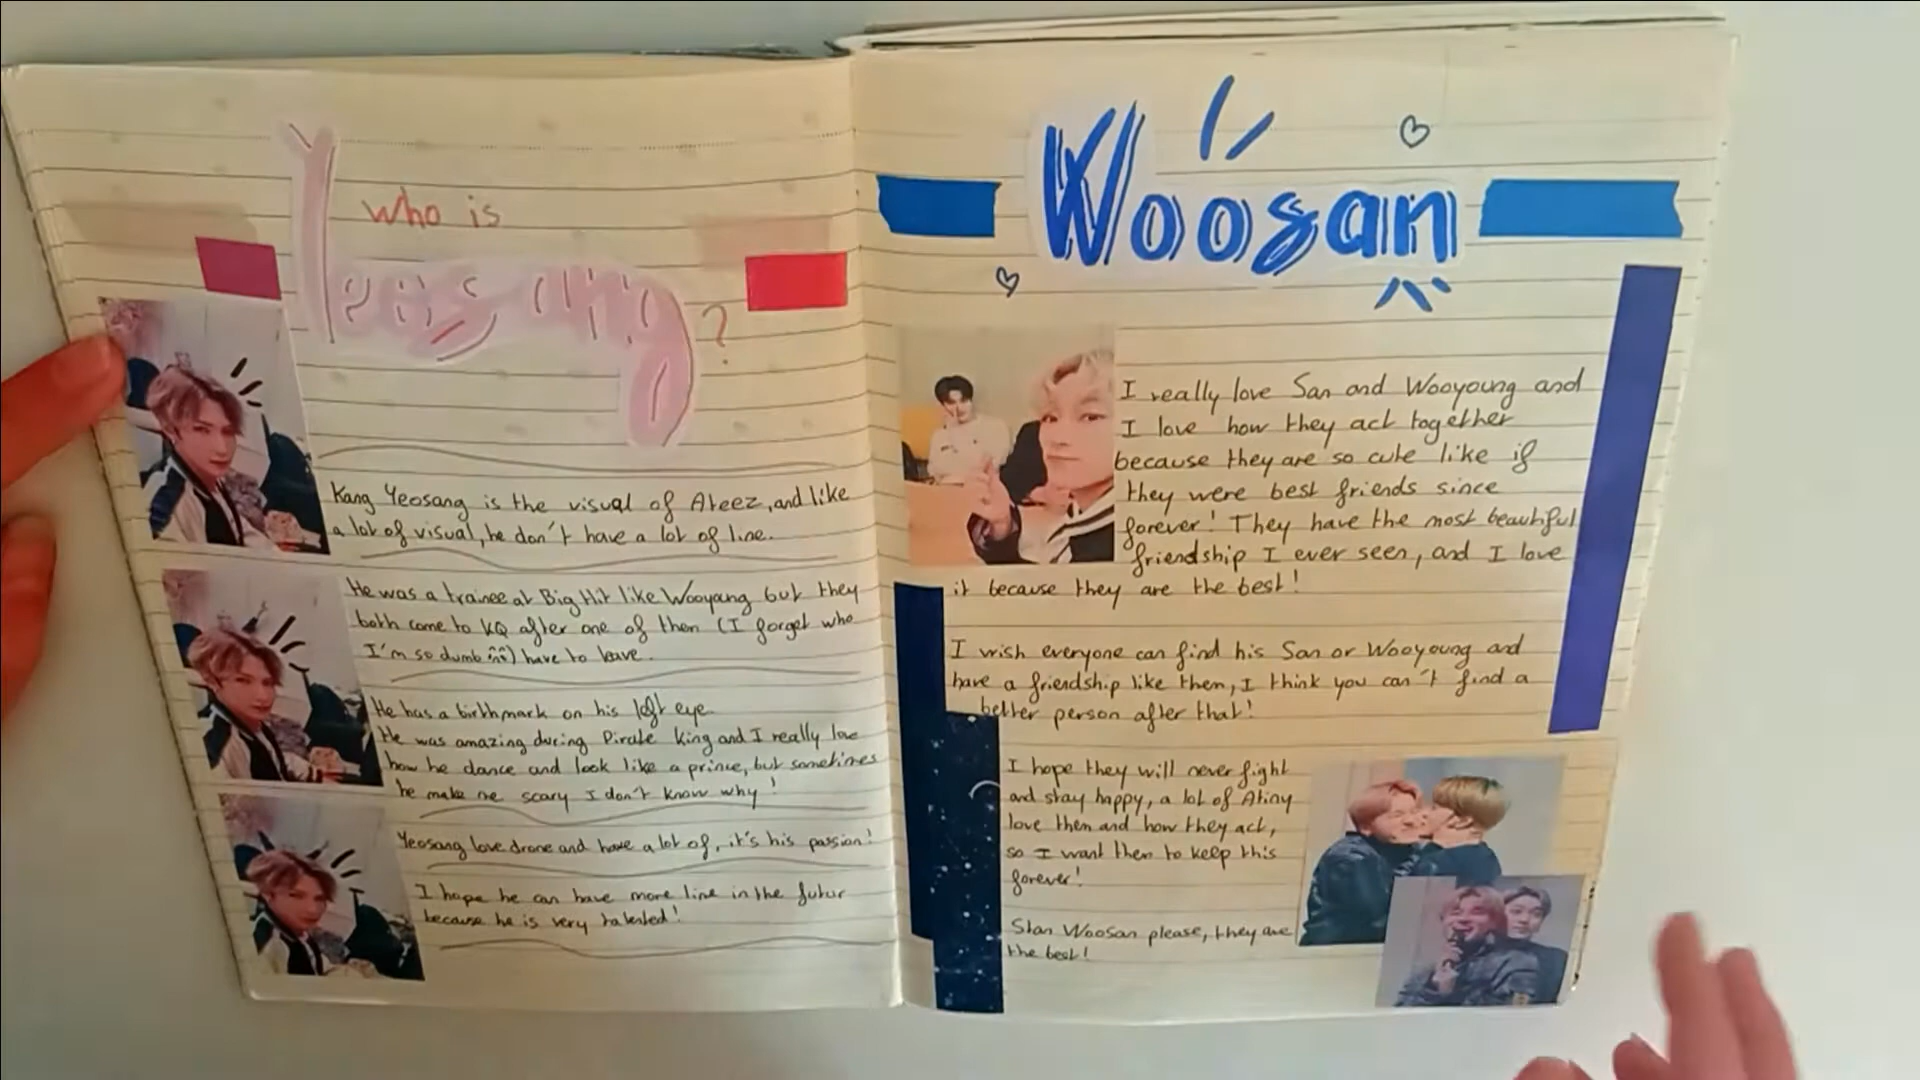 who is
Yeosang
?
Kang Yeosang is the visual of Ateez, and like
a lot of visual, he don't have a lot of line.
He was a trainee at Big Hit like Wooyoung but they
both come to KQ after one of them (I forget who
I'm so dumb ^^) have to leave.
He has a birthmark on his left eye.
He was amazing during Pirate King and I really love
how he dance and look like a prince, but sometimes
he make me scary I don't know why!
Yeosang love drone and have a lot of, it's his passion!
I hope he can have more line in the futur
because he is very talented!
Woosan
I really love San and Wooyoung and
I love how they act together
because they are so cute like if
they were best friends since
forever! They have the most beautiful
friendship I ever seen, and I love
it because they are the best!
I wish everyone can find his San or Wooyoung and
have a friendship like them, I think you can't find a
better person after that!
I hope they will never fight
and stay happy, a lot of Atiny
love them and how they act,
so I want them to keep this
forever!
Stan Woosan please, they are
the best!